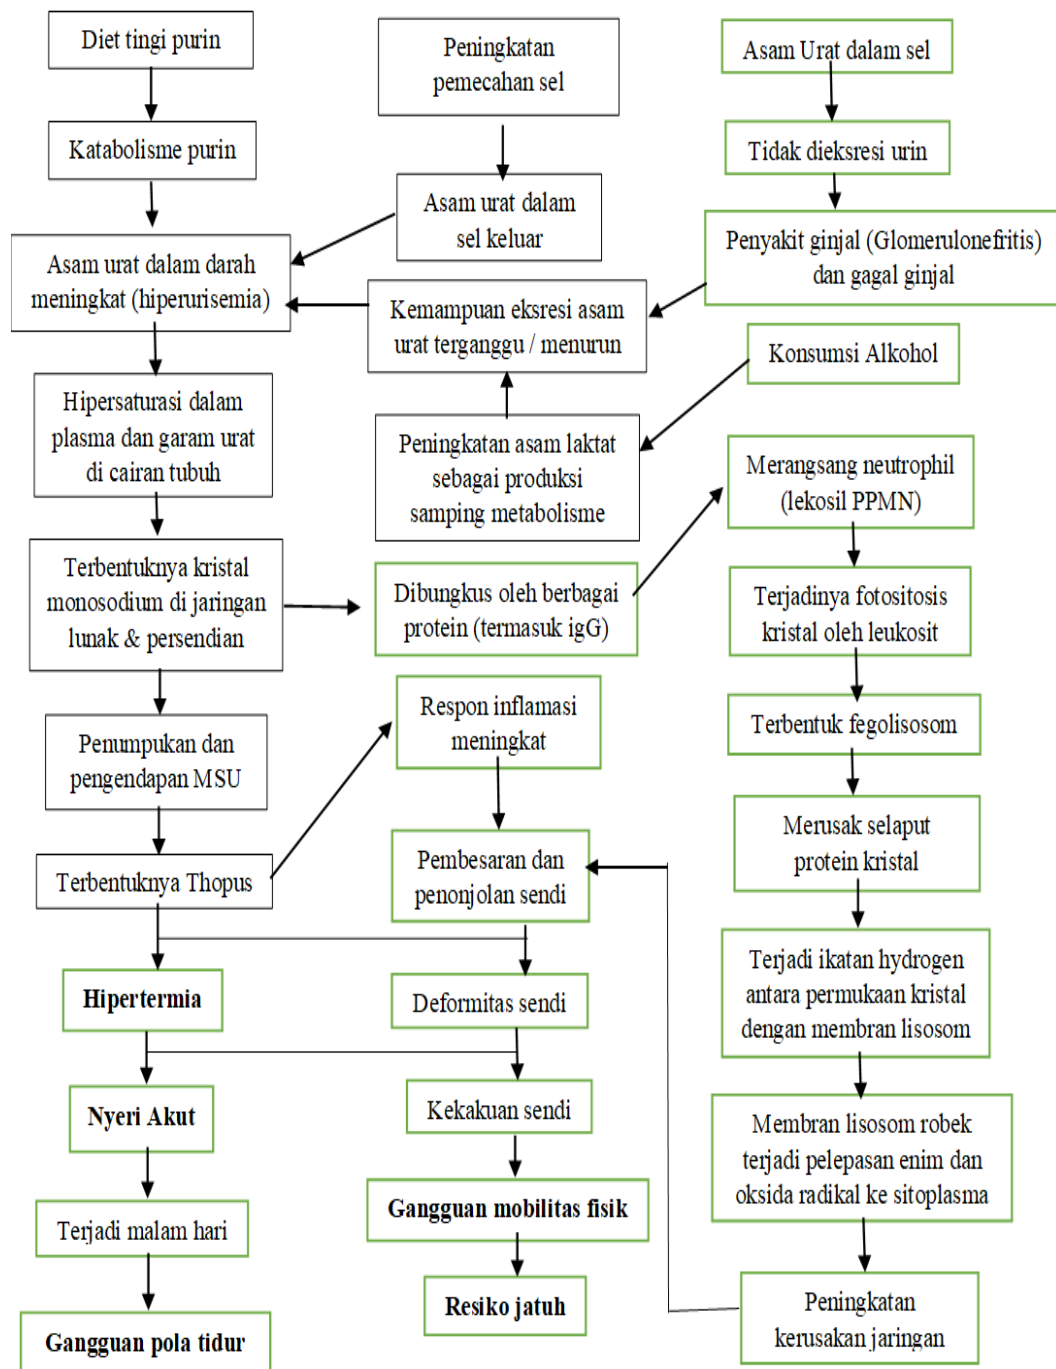 Diet tingi purin
Peningkatan
pemecahan sel
Asam Urat dalam sel
Katabolisme purin
Tidak dieksresi urin
Asam urat dalam
sel keluar
Penyakit ginjal (Glomerulonefritis)
dan gagal ginjal
Asam urat dalam darah
meningkat (hiperurisemia)
Kemampuan eksresi asam
urat terganggu / menurun
Konsumsi Alkohol
Hipersaturasi dalam
plasma dan garam urat
di cairan tubuh
Peningkatan asam laktat
sebagai produksi
samping metabolisme
Merangsang neutrophil
(lekosil PPMN)
Terbentuknya kristal
monosodium di jaringan
lunak & persendian
Dibungkus oleh berbagai
protein (termasuk igG)
Terjadinya fotositosis
kristal oleh leukosit
Respon inflamasi
meningkat
Terbentuk fegolisosom
Penumpukan dan
pengendapan MSU
Merusak selaput
protein kristal
Terbentuknya Thopus
Pembesaran dan
penonjolan sendi
Terjadi ikatan hydrogen
antara permukaan kristal
dengan membran lisosom
Hipertermia
Deformitas sendi
Nyeri Akut
Kekakuan sendi
Membran lisosom robek
terjadi pelepasan enim dan
oksida radikal ke sitoplasma
Terjadi malam hari
Gangguan mobilitas fisik
Gangguan pola tidur
Resiko jatuh
Peningkatan
kerusakan jaringan